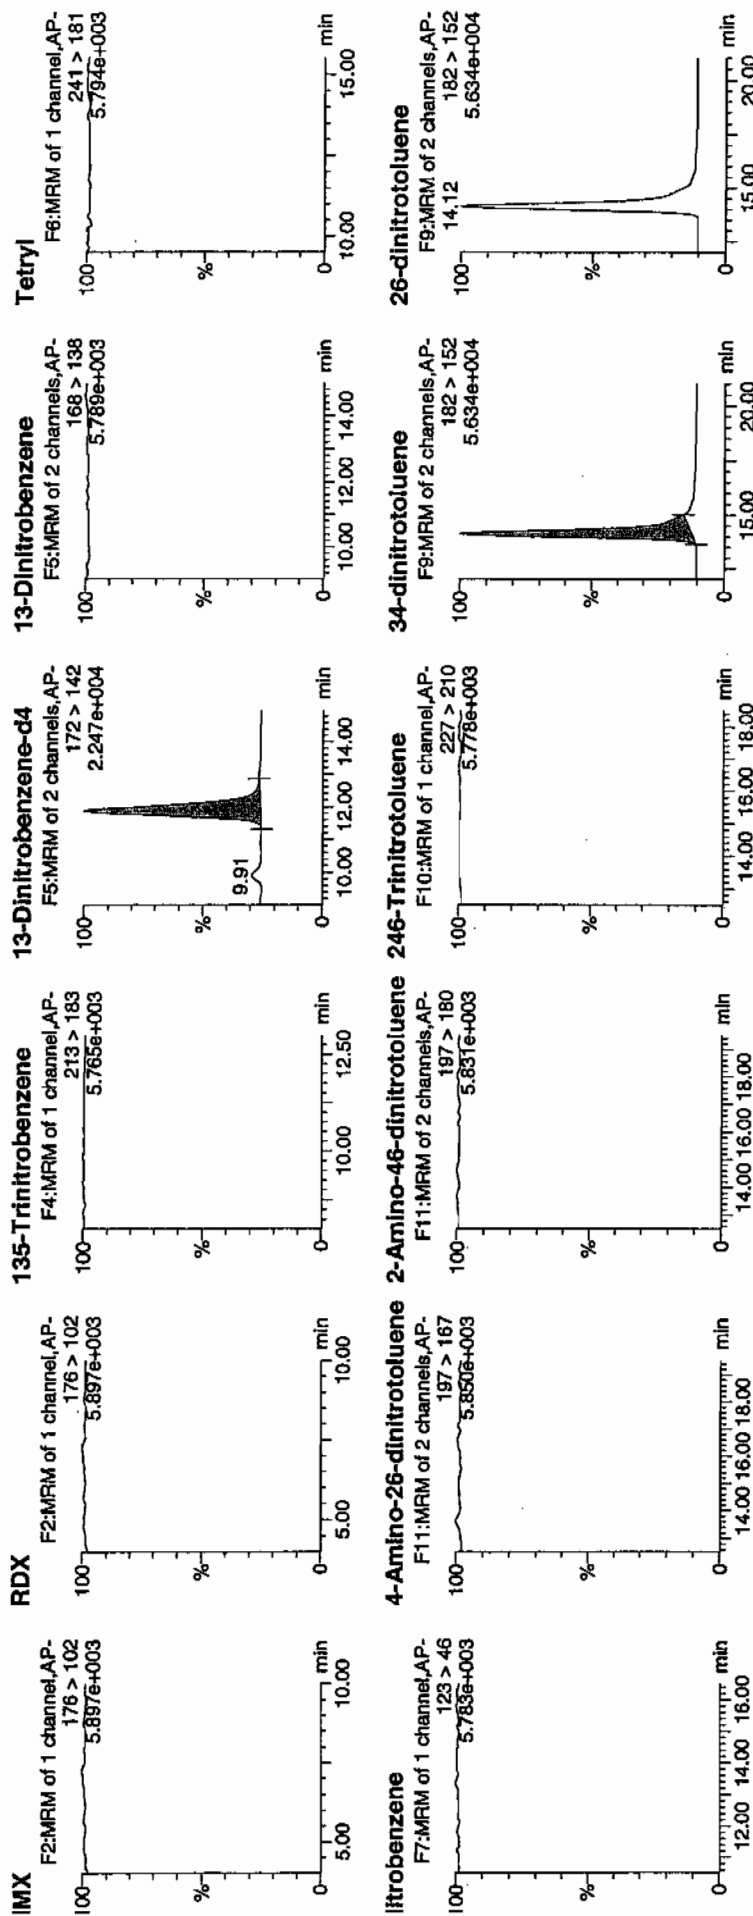 IMX
F2:MRM of 1 channel,AP-
176 > 102
5.897e+003
100
%
0
5.00 10.00
min
RDX
F2:MRM of 1 channel,AP-
176 > 102
5.897e+003
100
%
0
5.00 10.00
min
135-Trinitrobenzene
F4:MRM of 1 channel,AP-
213 > 183
5.765e+003
100
%
0
10.00 12.50
min
13-Dinitrobenzene-d4
F5:MRM of 2 channels,AP-
172 > 142
2.247e+004
100
%
9.91
0
10.00 12.00 14.00
min
13-Dinitrobenzene
F5:MRM of 2 channels,AP-
168 > 138
5.789e+003
100
%
0
10.00 12.00 14.00
min
Tetryl
F6:MRM of 1 channel,AP-
241 > 181
5.794e+003
100
%
0
10.00 15.00
min
litrobenzene
F7:MRM of 1 channel,AP-
123 > 46
5.783e+003
100
%
0
12.00 14.00 16.00
min
4-Amino-26-dinitrotoluene
F11:MRM of 2 channels,AP-
197 > 167
5.850e+003
100
%
0
14.00 16.00 18.00
min
2-Amino-46-dinitrotoluene
F11:MRM of 2 channels,AP-
197 > 180
5.831e+003
100
%
0
14.00 16.00 18.00
min
246-Trinitrotoluene
F10:MRM of 1 channel,AP-
227 > 210
5.778e+003
100
%
0
14.00 16.00 18.00
min
34-dinitrotoluene
F9:MRM of 2 channels,AP-
182 > 152
5.634e+004
100
%
0
15.00 20.00
min
26-dinitrotoluene
F9:MRM of 2 channels,AP-
14.12
182 > 152
5.634e+004
100
%
0
15.00 20.00
min